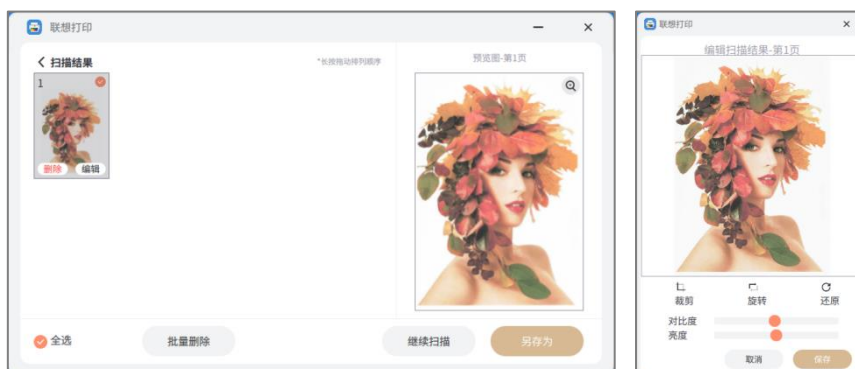 联想打印
扫描结果
*长按拖动排列顺序
预览图-第1页
1
删除 编辑
全选
批量删除
继续扫描
另存为
联想打印
编辑扫描结果-第1页
裁剪 旋转 还原
对比度
亮度
取消 保存